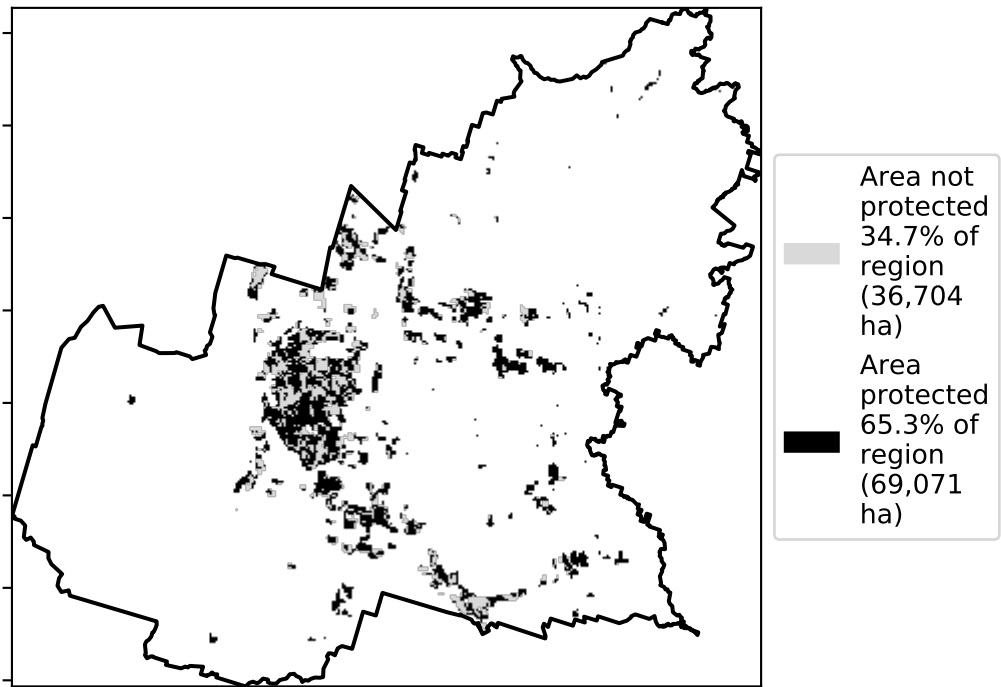 Area not
protected
34.7% of
region
(36,704
ha)
Area
protected
65.3% of
region
(69,071
ha)